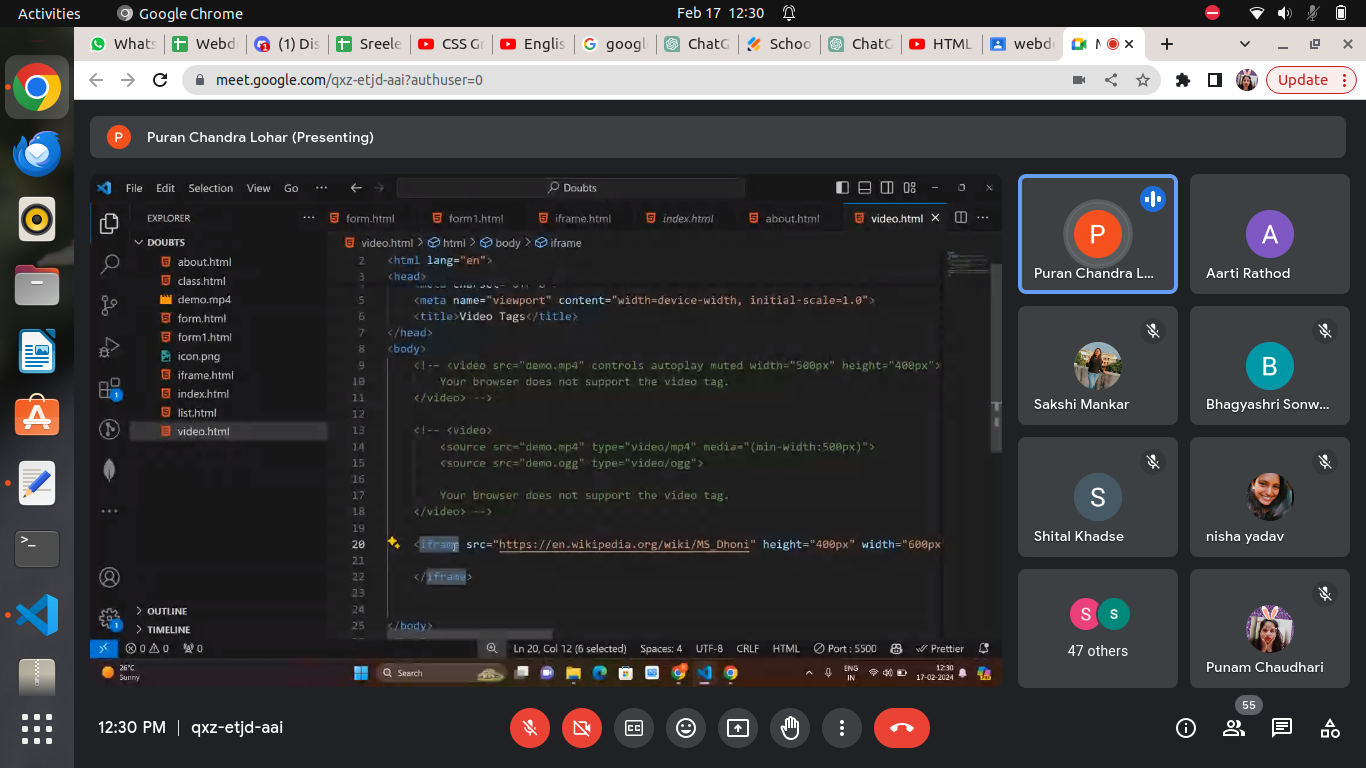 Activities
Google Chrome
Feb 17 12:30
Whats
Webd
(1) Dis
Sreele
CSS Gr
Englis
googl
ChatG
Schoo
ChatG
HTML
webde
M
meet.google.com/qxz-etjd-aai?authuser=0
Update
P
Puran Chandra Lohar (Presenting)
File Edit Selection View Go ···
Doubts
EXPLORER
form.html
form1.html
iframe.html
index.html
about.html
video.html
DOUBTS
about.html
class.html
demo.mp4
form.html
form1.html
icon.png
iframe.html
index.html
list.html
video.html
OUTLINE
TIMELINE
video.html > html > body > iframe
2 <html lang="en">
3 <head>
5 <meta name="viewport" content="width=device-width, initial-scale=1.0">
6 <title>Video Tags</title>
7 </head>
8 <body>
9 <!-- <video src="demo.mp4" controls autoplay muted width="500px" height="400px">
10 Your browser does not support the video tag.
11 </video> -->
12
13 <!-- <video>
14 <source src="demo.mp4" type="video/mp4" media="(min-width:500px)">
15 <source src="demo.ogg" type="video/ogg">
16
17 Your browser does not support the video tag.
18 </video> -->
19
20 <iframe src="https://en.wikipedia.org/wiki/MS_Dhoni" height="400px" width="600px
21
22 </iframe>
23
24
25 </body>
1
1
0 0 0
Ln 20, Col 12 (6 selected)
Spaces: 4
UTF-8
CRLF
HTML
Port : 5500
Prettier
26°C
Sunny
Search
ENG
IN
12:30
17-02-2024
P
Puran Chandra L...
A
Aarti Rathod
Sakshi Mankar
B
Bhagyashri Sonw...
S
Shital Khadse
nisha yadav
S
s
47 others
Punam Chaudhari
12:30 PM | qxz-etjd-aai
55